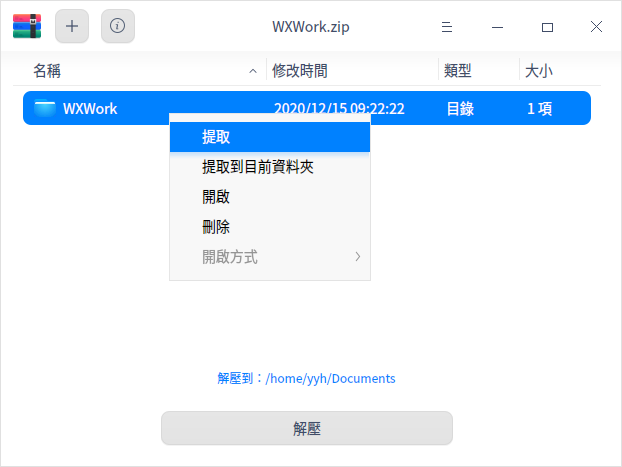 WXWork.zip
名稱 修改時間 類型 大小
WXWork 2020/12/15 09:22:22 目錄 1 項
提取
提取到目前資料夾
開啟
刪除
開啟方式
解壓到：/home/yyh/Documents
解壓